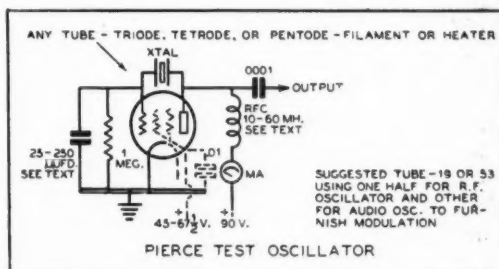 ANY TUBE - TRIODE, TETRODE, OR PENTODE - FILAMENT OR HEATER
XTAL
.0001
OUTPUT
RFC
10-60 MH.
SEE TEXT
25-250
µµFD.
SEE TEXT
1
MEG.
.01
MA
+
45-67½ V.
+
90 V.
SUGGESTED TUBE-19 OR 53
USING ONE HALF FOR R.F.
OSCILLATOR AND OTHER
FOR AUDIO OSC. TO FUR-
NISH MODULATION
PIERCE TEST OSCILLATOR